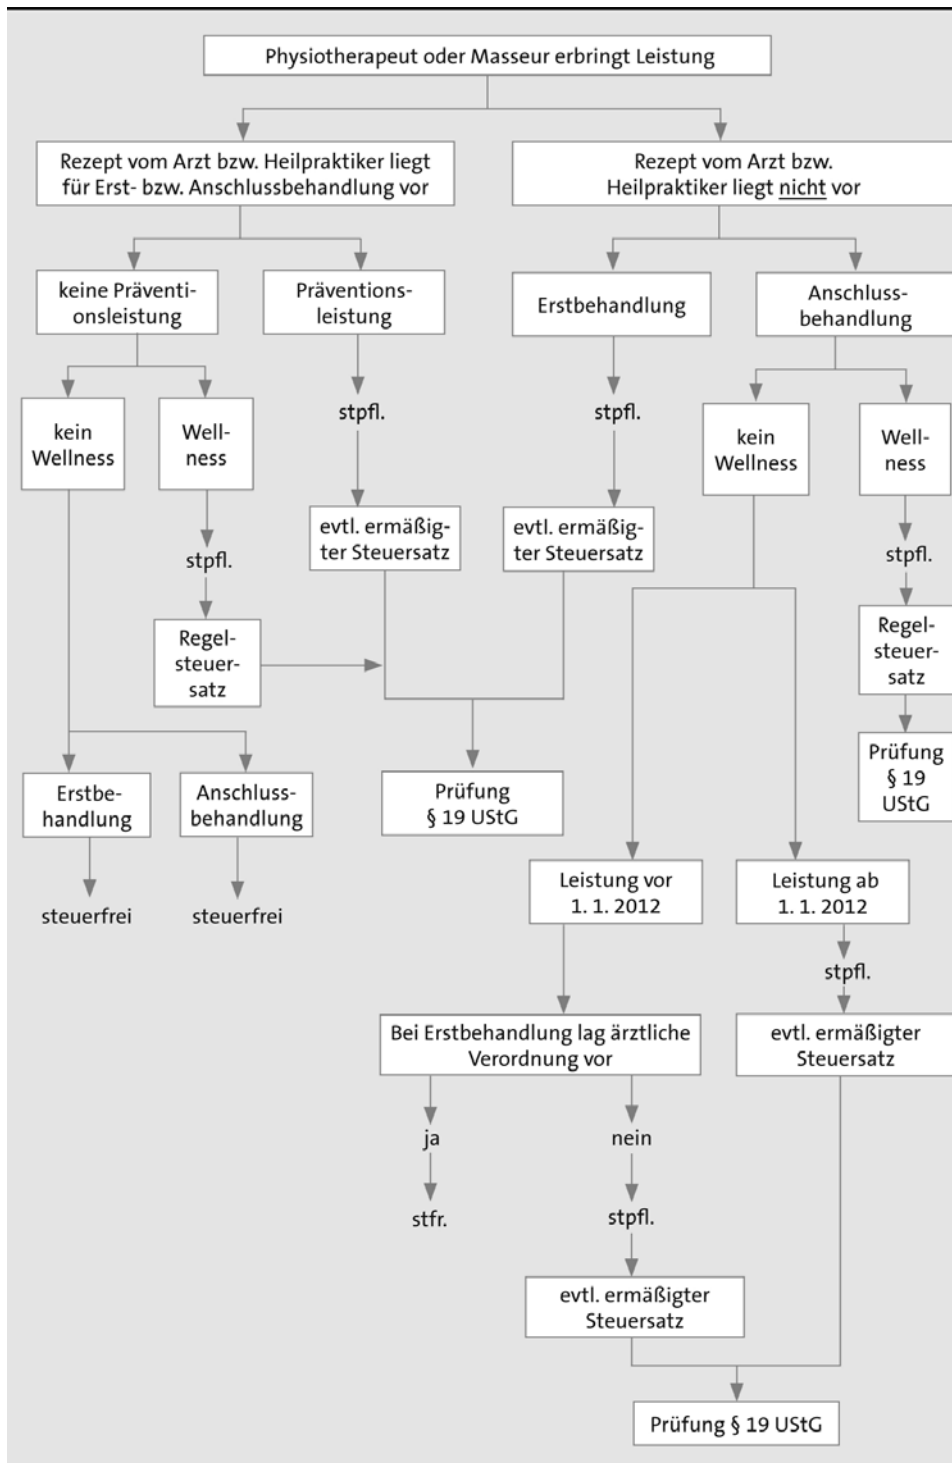 Physiotherapeut oder Masseur erbringt Leistung
Rezept vom Arzt bzw. Heilpraktiker liegt
für Erst- bzw. Anschlussbehandlung vor
Rezept vom Arzt bzw.
Heilpraktiker liegt nicht vor
keine Präventi-
onsleistung
Präventions-
leistung
Erstbehandlung
Anschluss-
behandlung
kein
Wellness
Well-
ness
stpfl.
stpfl.
kein
Wellness
Well-
ness
evtl. ermäßig-
ter Steuersatz
evtl. ermäßig-
ter Steuersatz
stpfl.
stpfl.
Regel-
steuer-
satz
Regel-
steuer-
satz
Erstbe-
handlung
Anschluss-
behandlung
Prüfung
§ 19 UStG
Prüfung
§ 19
UStG
steuerfrei
steuerfrei
Leistung vor
1. 1. 2012
Leistung ab
1. 1. 2012
stpfl.
Bei Erstbehandlung lag ärztliche
Verordnung vor
evtl. ermäßigter
Steuersatz
ja
nein
stfr.
stpfl.
evtl. ermäßigter
Steuersatz
Prüfung § 19 UStG